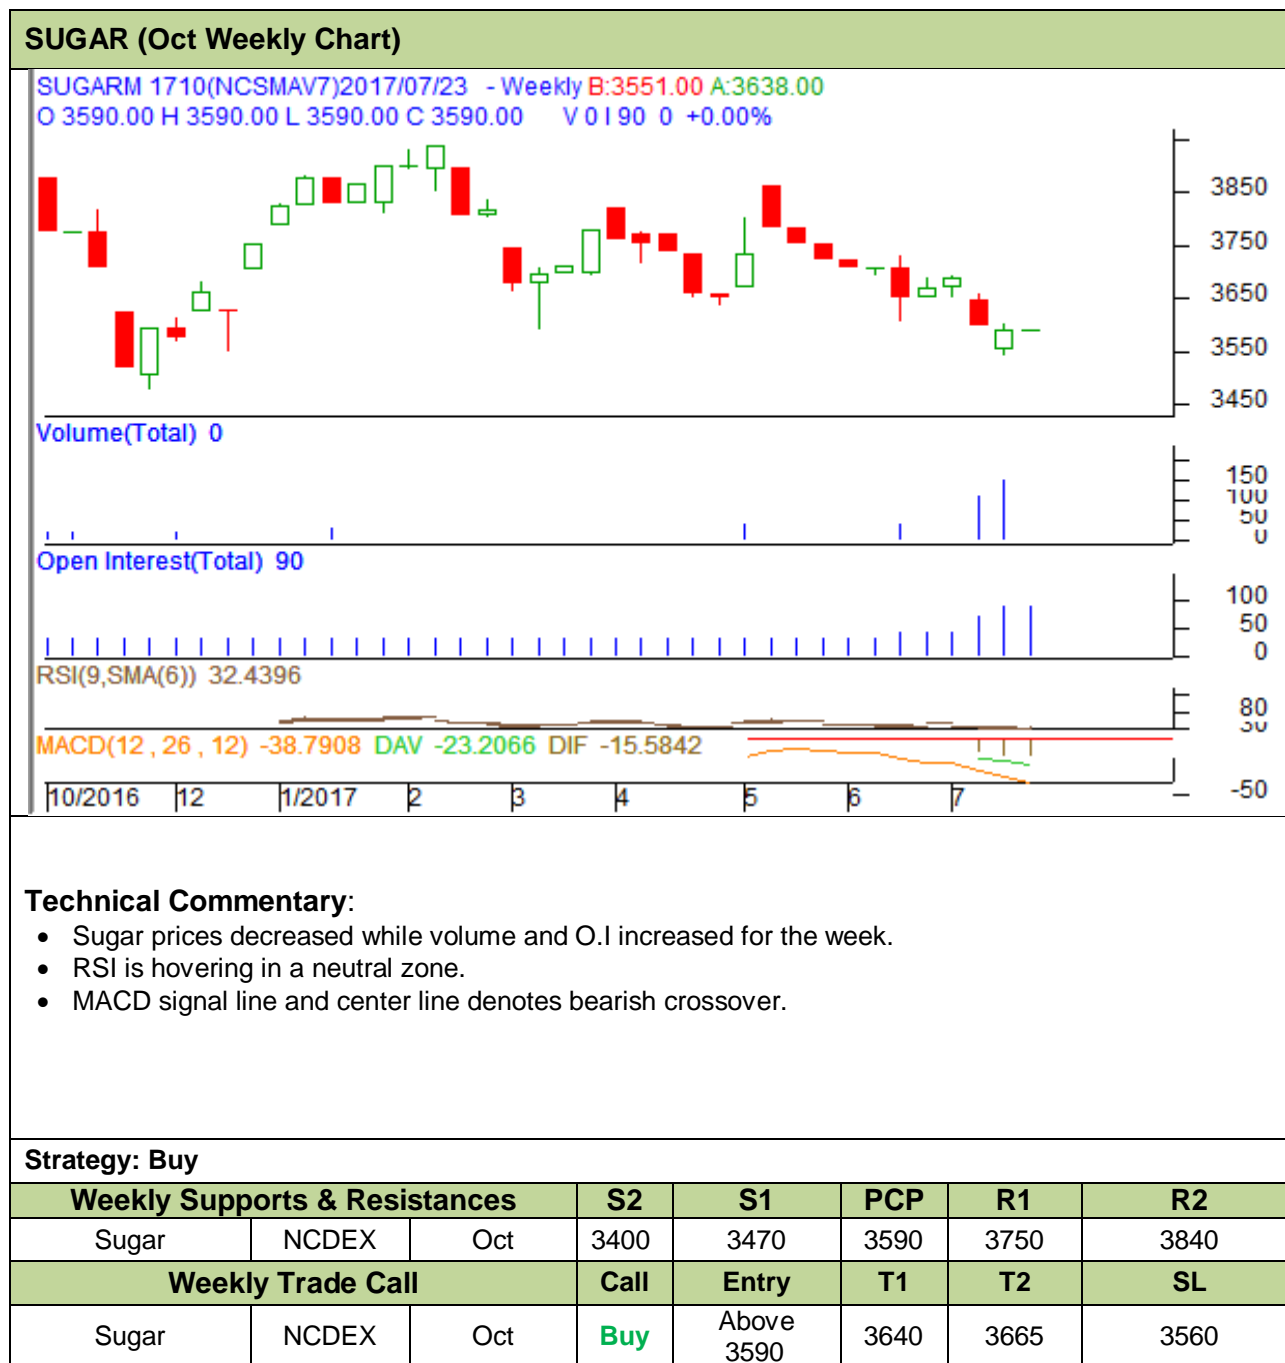 SUGAR (Oct Weekly Chart)
SUGARM 1710(NCSMAV7)2017/07/23 - Weekly B:3551.00 A:3638.00
O 3590.00 H 3590.00 L 3590.00 C 3590.00 V 0 I 90 0 +0.00%
3850
3750
3650
3550
3450
Volume(Total) 0
150
100
50
0
Open Interest(Total) 90
100
50
0
RSI(9,SMA(6)) 32.4396
80
30
MACD(12 , 26 , 12) -38.7908 DAV -23.2066 DIF -15.5842
-50
10/2016 12 1/2017 2 3 4 5 6 7
Technical Commentary:
• Sugar prices decreased while volume and O.I increased for the week.
• RSI is hovering in a neutral zone.
• MACD signal line and center line denotes bearish crossover.
Strategy: Buy
Weekly Supports & Resistances S2 S1 PCP R1 R2
Sugar NCDEX Oct 3400 3470 3590 3750 3840
Weekly Trade Call Call Entry T1 T2 SL
Sugar NCDEX Oct Buy Above 3590 3640 3665 3560